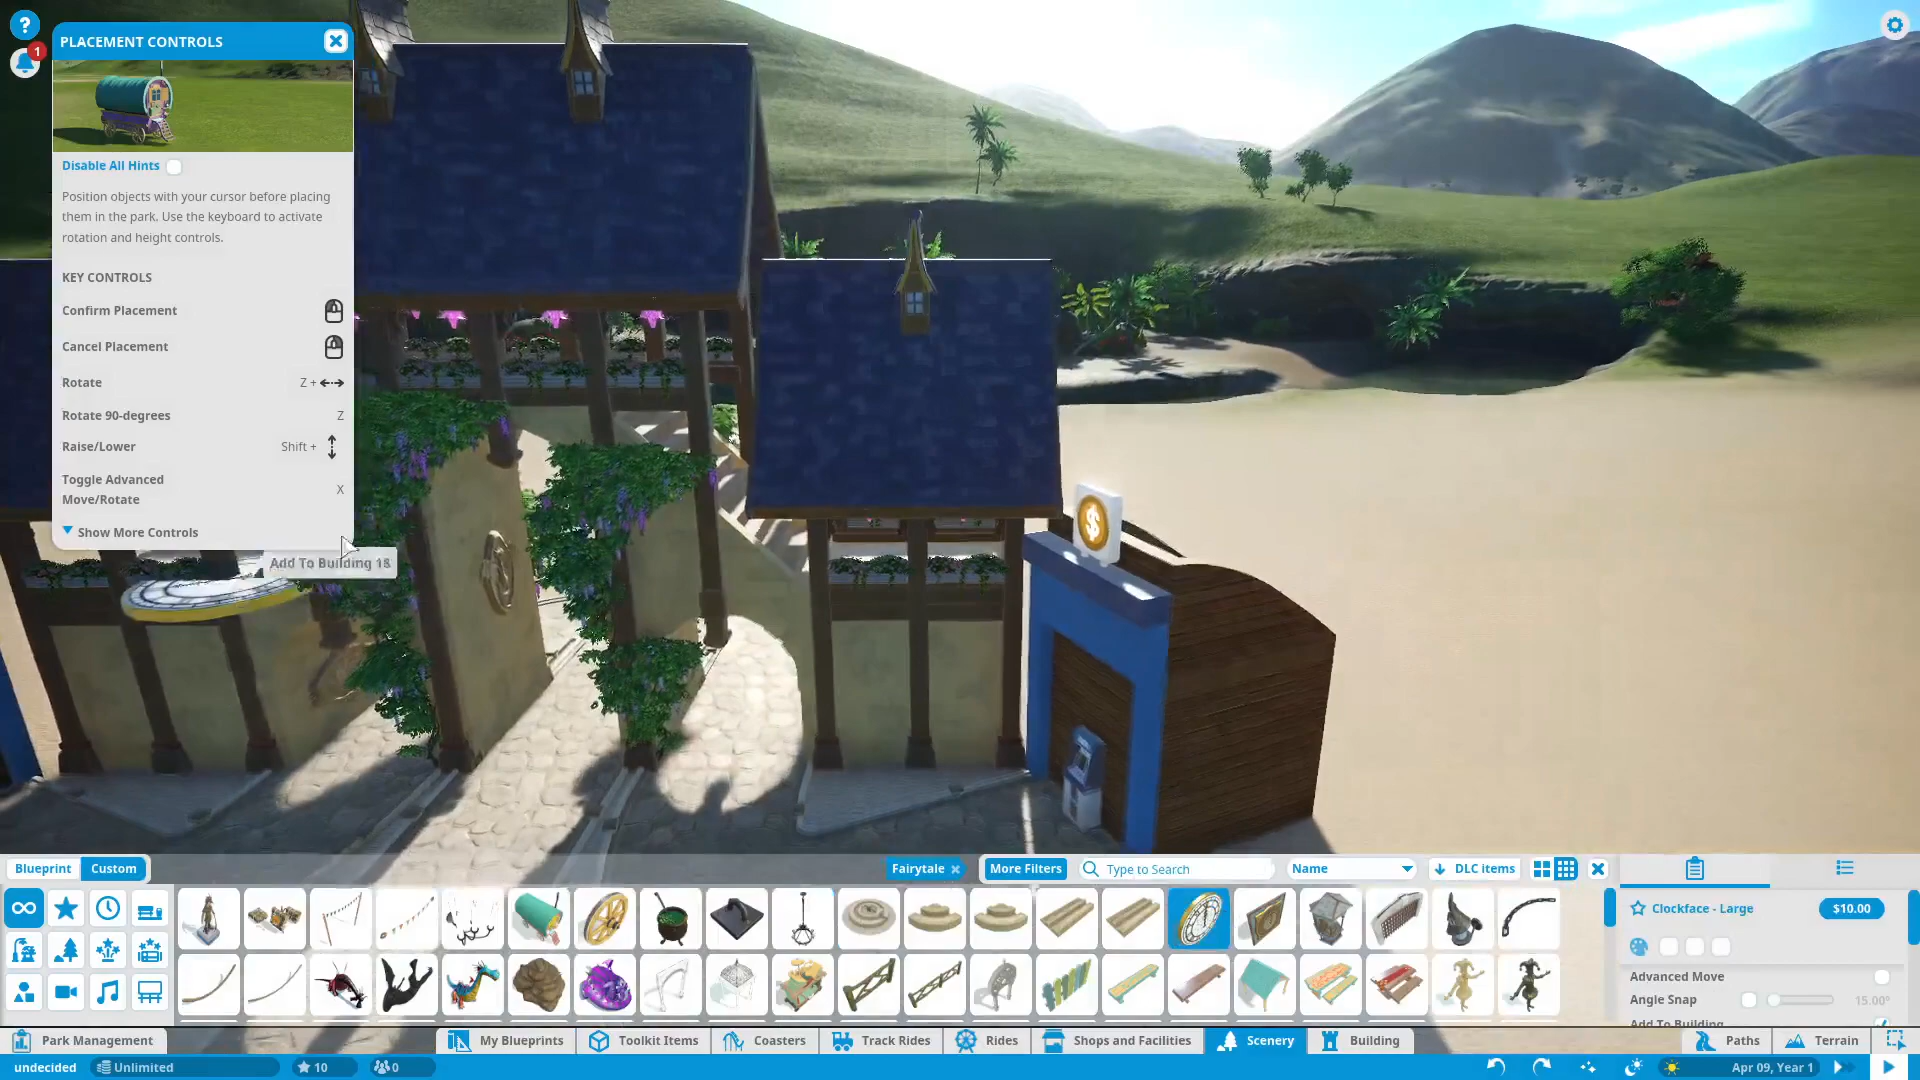 ?
1
PLACEMENT CONTROLS
Disable All Hints
Position objects with your cursor before placing
them in the park. Use the keyboard to activate
rotation and height controls.
KEY CONTROLS
Confirm Placement
Cancel Placement
Rotate Z +
Rotate 90-degrees Z
Raise/Lower Shift +
Toggle Advanced
Move/Rotate X
Show More Controls
Add To Building 18
$
Blueprint Custom
Fairytale
More Filters
Type to Search
Name
DLC items
Clockface - Large $10.00
Advanced Move
Angle Snap 15.00°
Add To Building
Park Management
My Blueprints
Toolkit Items
Coasters
Track Rides
Rides
Shops and Facilities
Scenery
Building
Paths
Terrain
undecided
Unlimited
10
0
Apr 09, Year 1